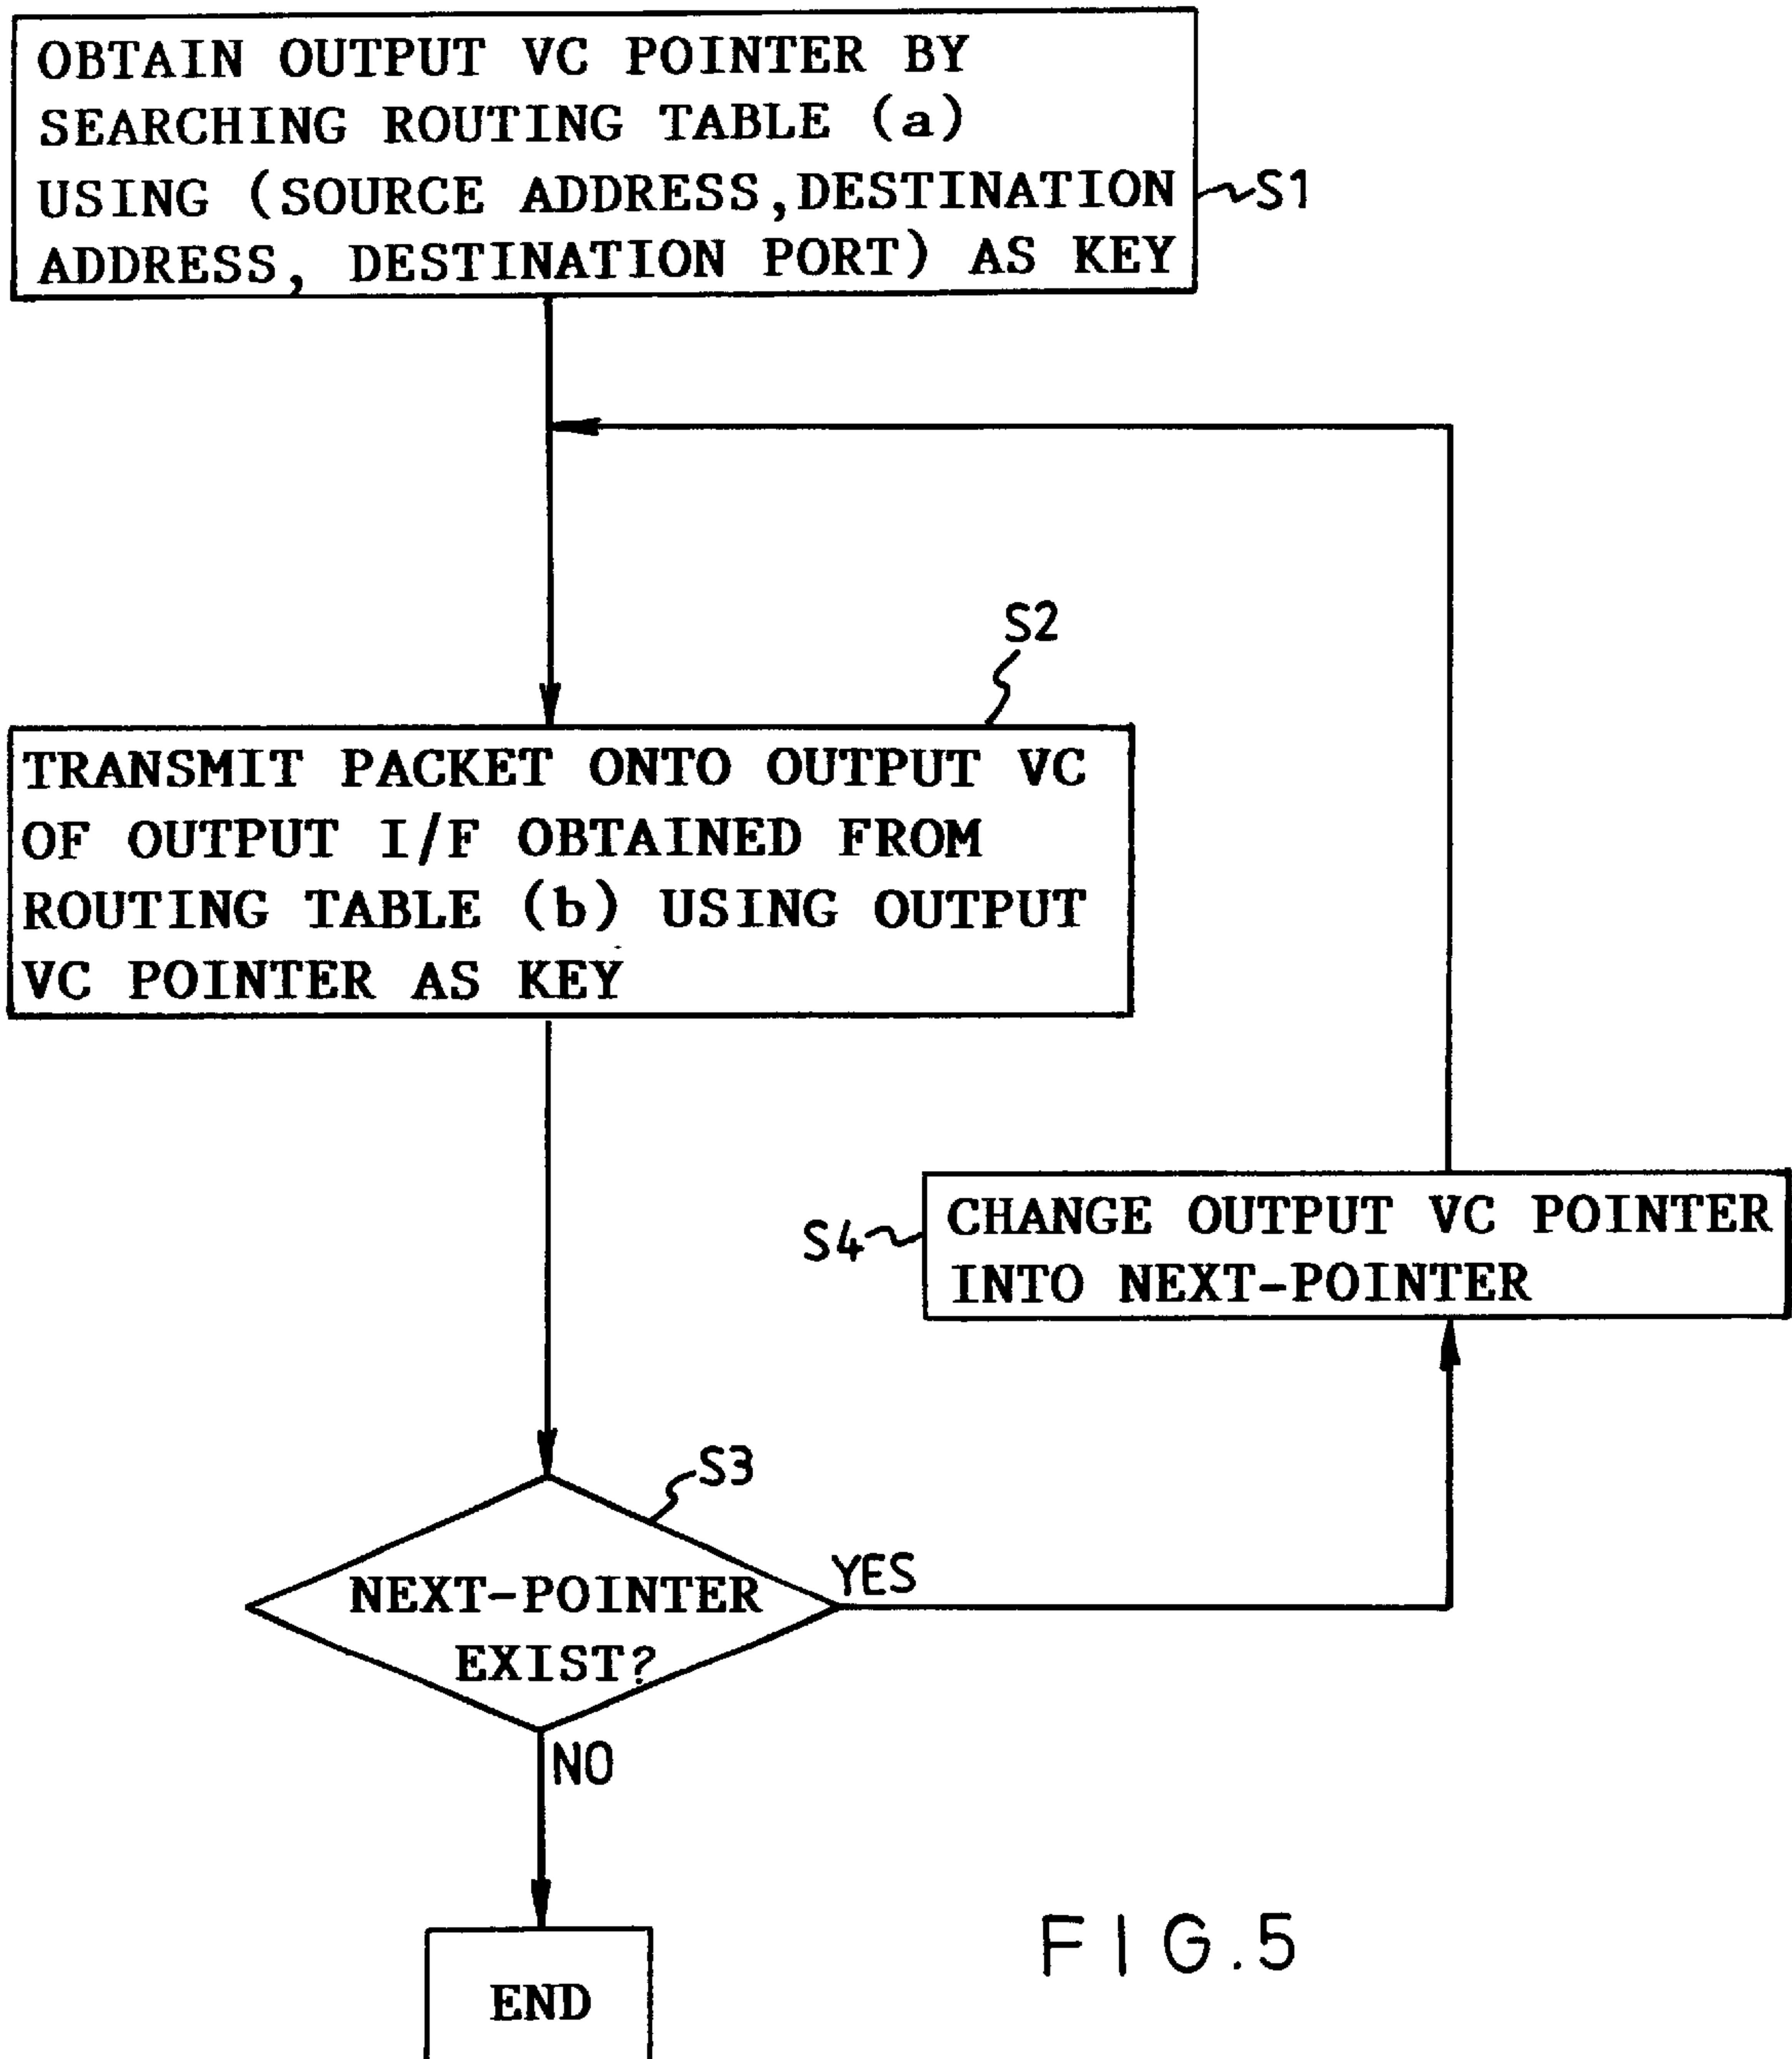 OBTAIN OUTPUT VC POINTER BY
SEARCHING ROUTING TABLE (a)
USING (SOURCE ADDRESS,DESTINATION
ADDRESS, DESTINATION PORT) AS KEY
S1
S2
TRANSMIT PACKET ONTO OUTPUT VC
OF OUTPUT I/F OBTAINED FROM
ROUTING TABLE (b) USING OUTPUT
VC POINTER AS KEY
S4
CHANGE OUTPUT VC POINTER
INTO NEXT-POINTER
S3
NEXT-POINTER
EXIST?
YES
NO
END
FIG.5